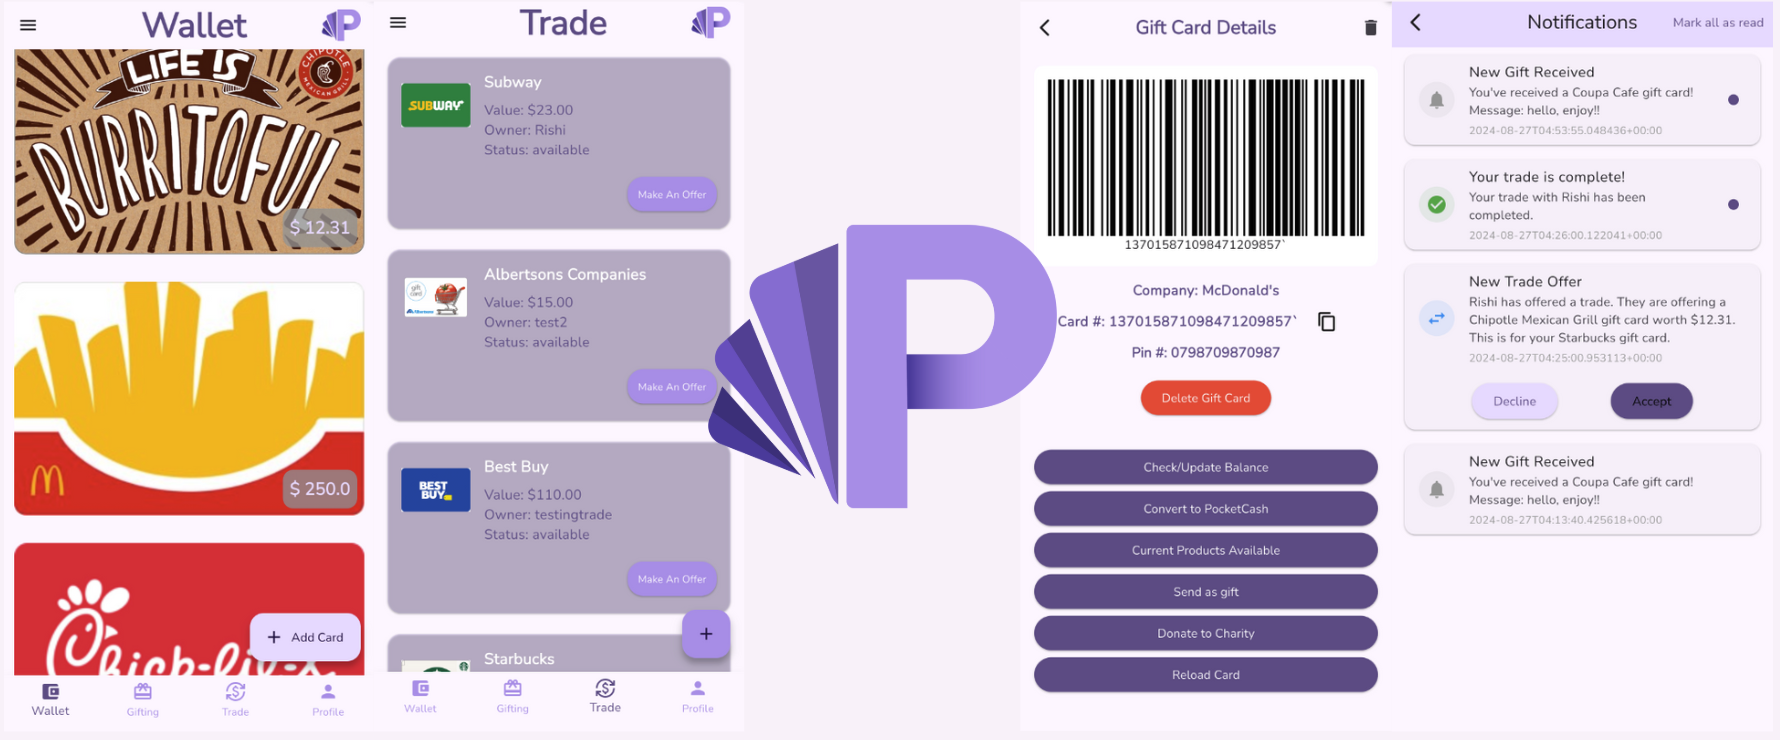 Wallet
LIFE IS
CHIPOTLE
MEXICAN GRILL
BURRITOFUL
$ 12.31
$ 250.0
Chick-fil-A
+ Add Card
Wallet
Gifting
Trade
Profile
Trade
SUBWAY
Subway
Value: $23.00
Owner: Rishi
Status: available
Make An Offer
gift
card
Albertsons
Albertsons Companies
Value: $15.00
Owner: test2
Status: available
Make An Offer
BEST
BUY
Best Buy
Value: $110.00
Owner: testingtrade
Status: available
Make An Offer
+
Starbucks
Wallet
Gifting
Trade
Profile
P
Gift Card Details
137015871098471209857`
Company: McDonald's
Card #: 137015871098471209857`
Pin #: 0798709870987
Delete Gift Card
Check/Update Balance
Convert to PocketCash
Current Products Available
Send as gift
Donate to Charity
Reload Card
Notifications
Mark all as read
New Gift Received
You've received a Coupa Cafe gift card!
Message: hello, enjoy!!
2024-08-27T04:53:55.048436+00:00
Your trade is complete!
Your trade with Rishi has been
completed.
2024-08-27T04:26:00.122041+00:00
New Trade Offer
Rishi has offered a trade. They are offering a
Chipotle Mexican Grill gift card worth $12.31.
This is for your Starbucks gift card.
2024-08-27T04:25:00.953113+00:00
Decline
Accept
New Gift Received
You've received a Coupa Cafe gift card!
Message: hello, enjoy!!
2024-08-27T04:13:40.425618+00:00